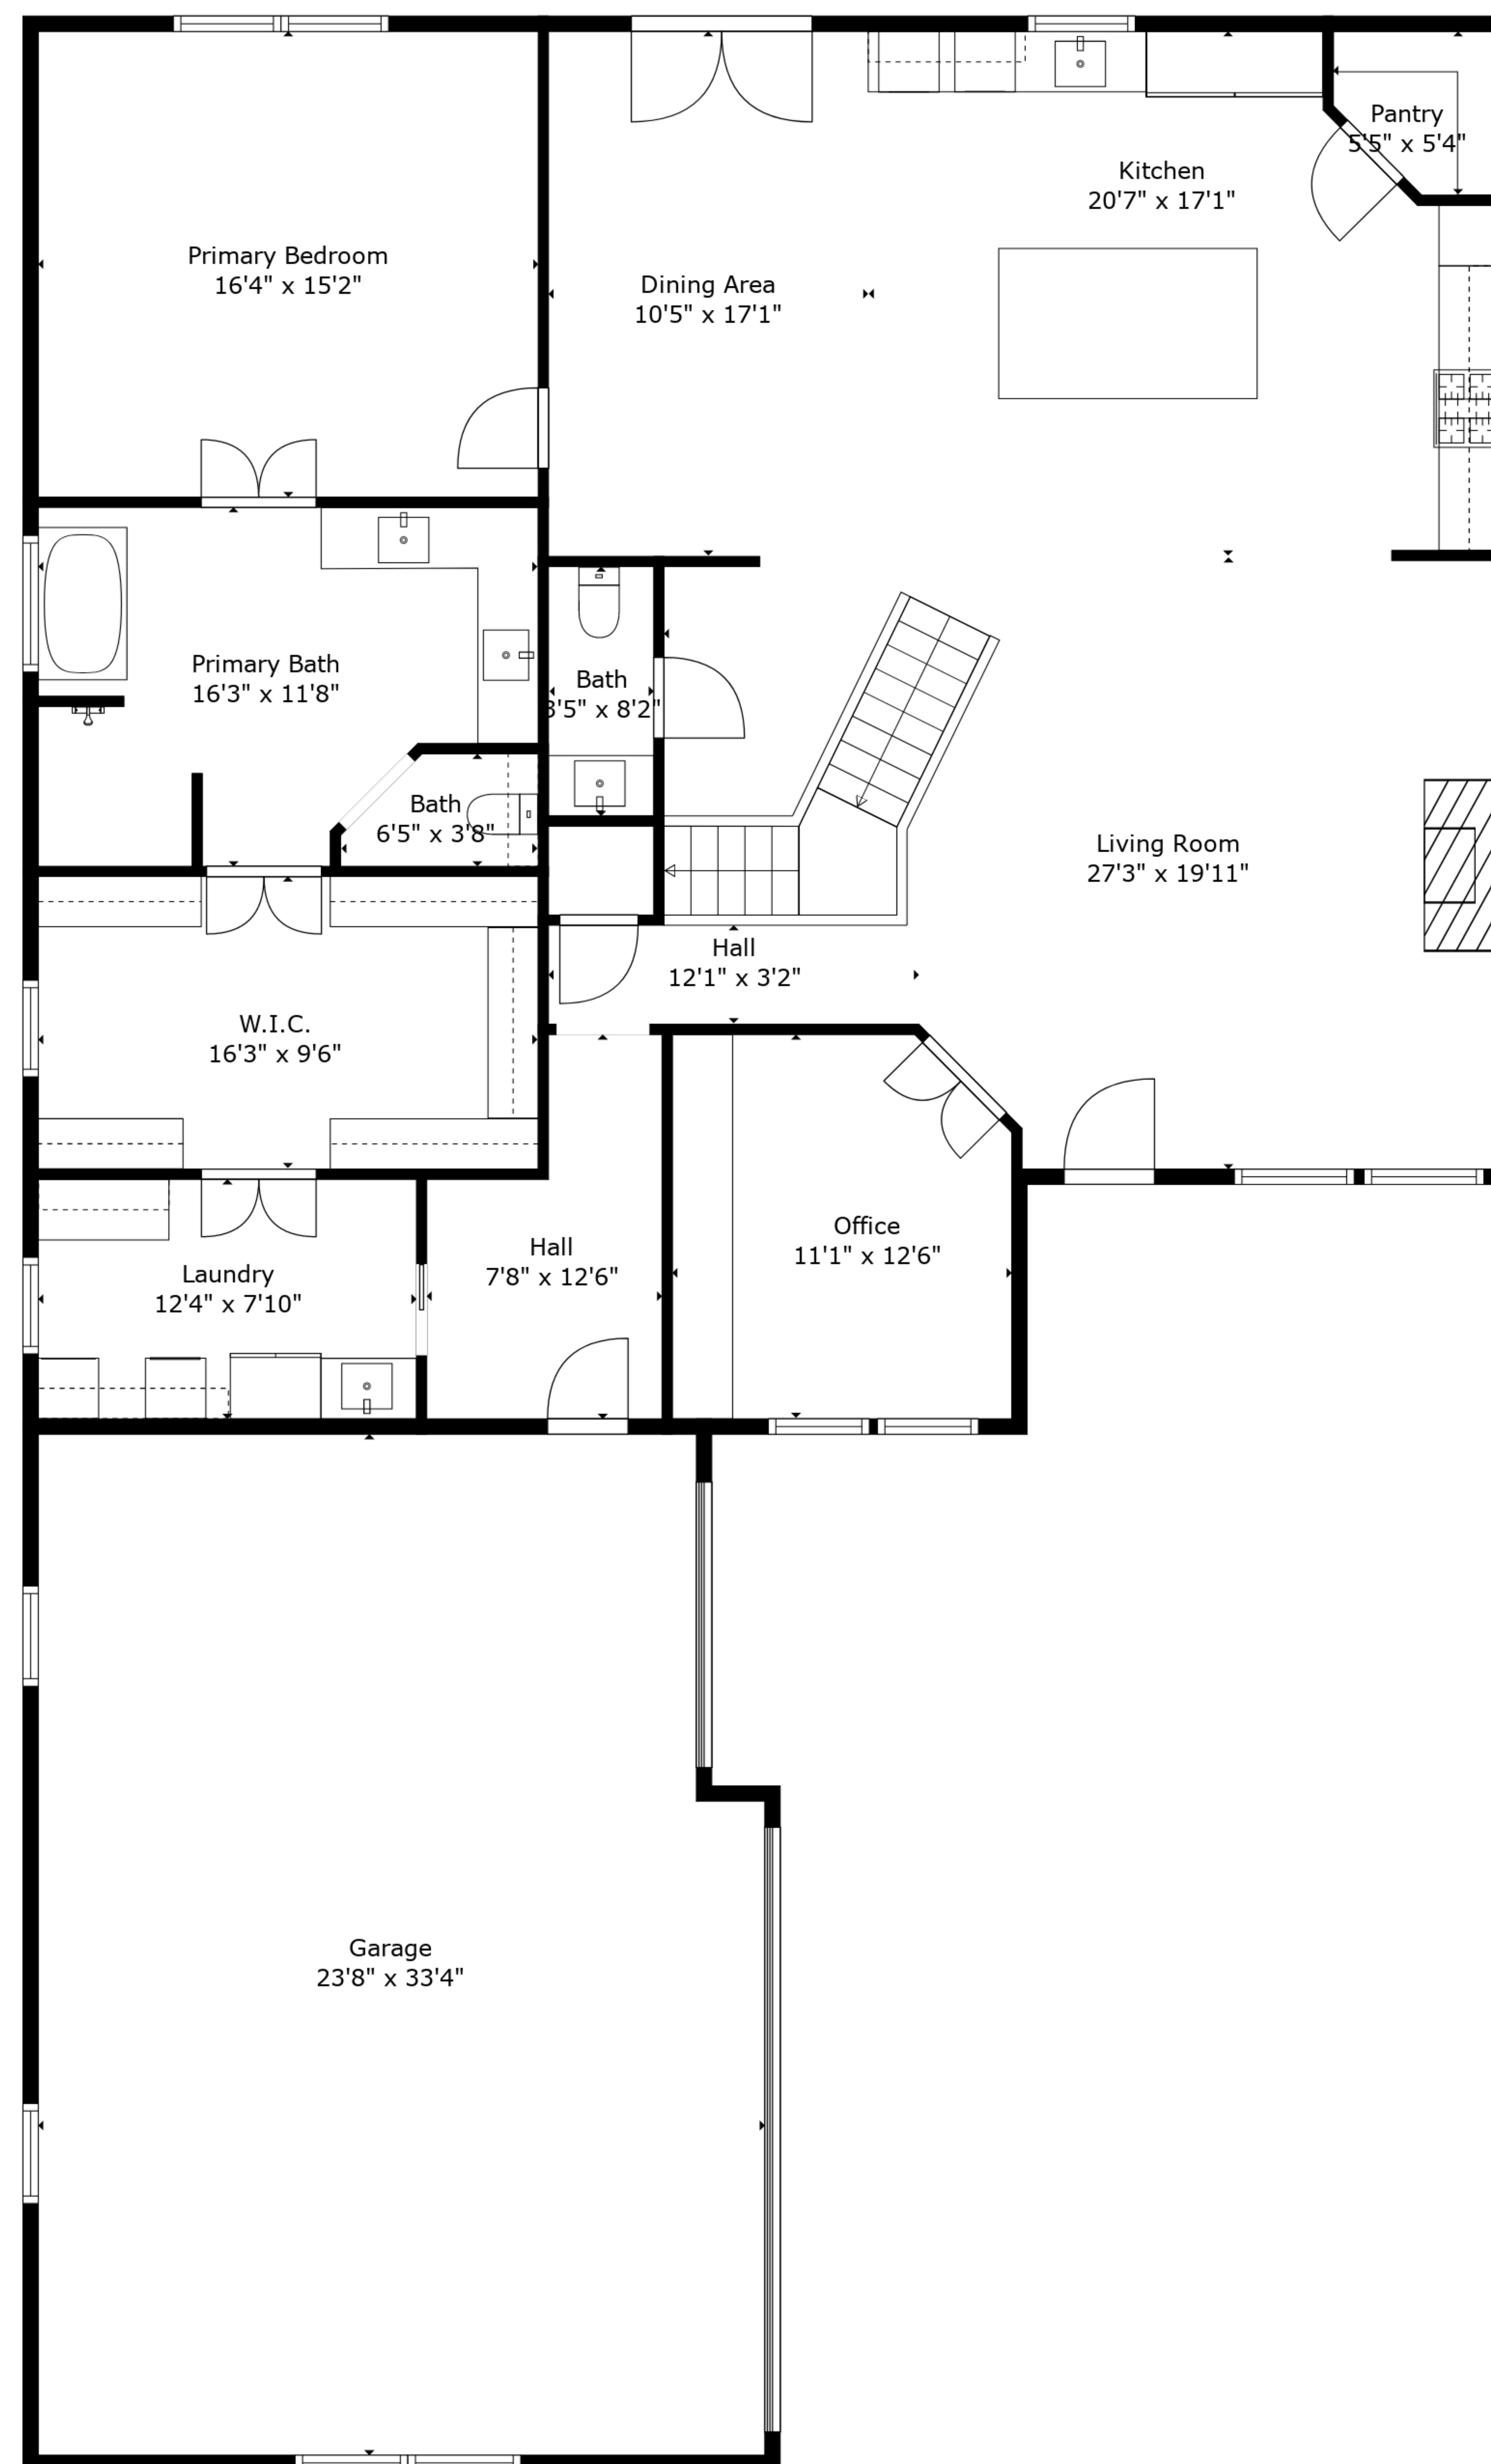 Pantry
5'5" x 5'4"
Kitchen
20'7" x 17'1"
Primary Bedroom
16'4" x 15'2"
Dining Area
10'5" x 17'1"
Primary Bath
16'3" x 11'8"
Bath
3'5" x 8'2"
Bath
6'5" x 3'8"
Living Room
27'3" x 19'11"
Hall
12'1" x 3'2"
W.I.C.
16'3" x 9'6"
Office
11'1" x 12'6"
Hall
7'8" x 12'6"
Laundry
12'4" x 7'10"
Garage
23'8" x 33'4"